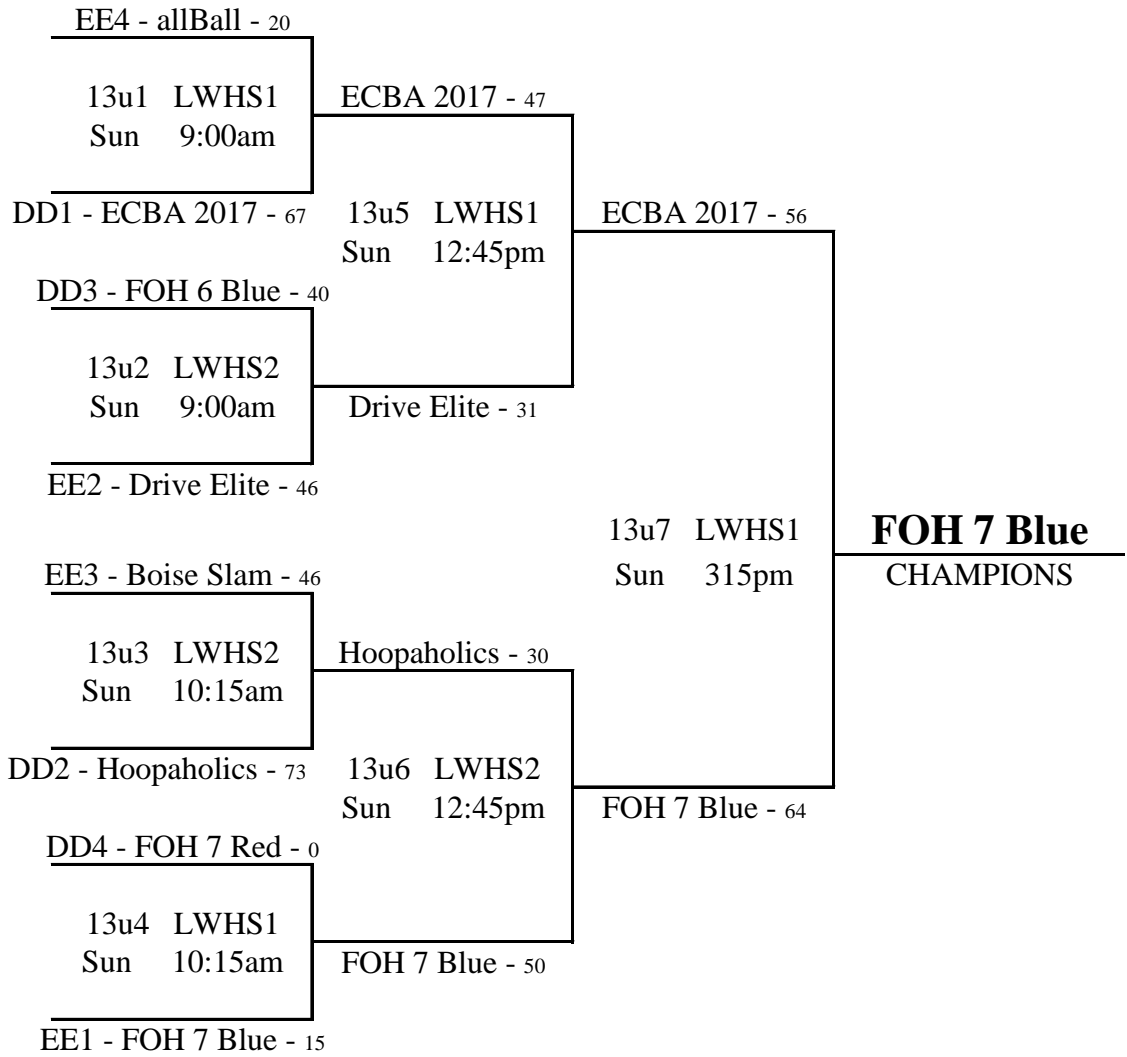 EE4 - allBall - 20
13u1 LWHS1
Sun 9:00am
DD1 - ECBA 2017 - 67
ECBA 2017 - 47
13u5 LWHS1
Sun 12:45pm
DD3 - FOH 6 Blue - 40
13u2 LWHS2
Sun 9:00am
EE2 - Drive Elite - 46
Drive Elite - 31
ECBA 2017 - 56
13u7 LWHS1
Sun 315pm
FOH 7 Blue
CHAMPIONS
EE3 - Boise Slam - 46
13u3 LWHS2
Sun 10:15am
DD2 - Hoopaholics - 73
Hoopaholics - 30
13u6 LWHS2
Sun 12:45pm
FOH 7 Blue - 64
DD4 - FOH 7 Red - 0
13u4 LWHS1
Sun 10:15am
EE1 - FOH 7 Blue - 15
FOH 7 Blue - 50